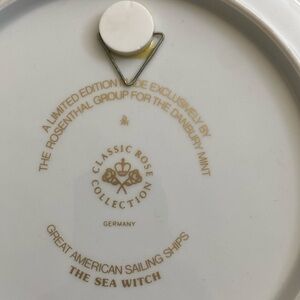 A LIMITED EDITION DE EXCLUSIVELY BY
THE ROSENTHAL GROUP FOR THE DANBURY MINT
CLASSIC ROSE
COLLECTION
GERMANY
GREAT AMERICAN SAILING SHIPS
THE SEA WITCH